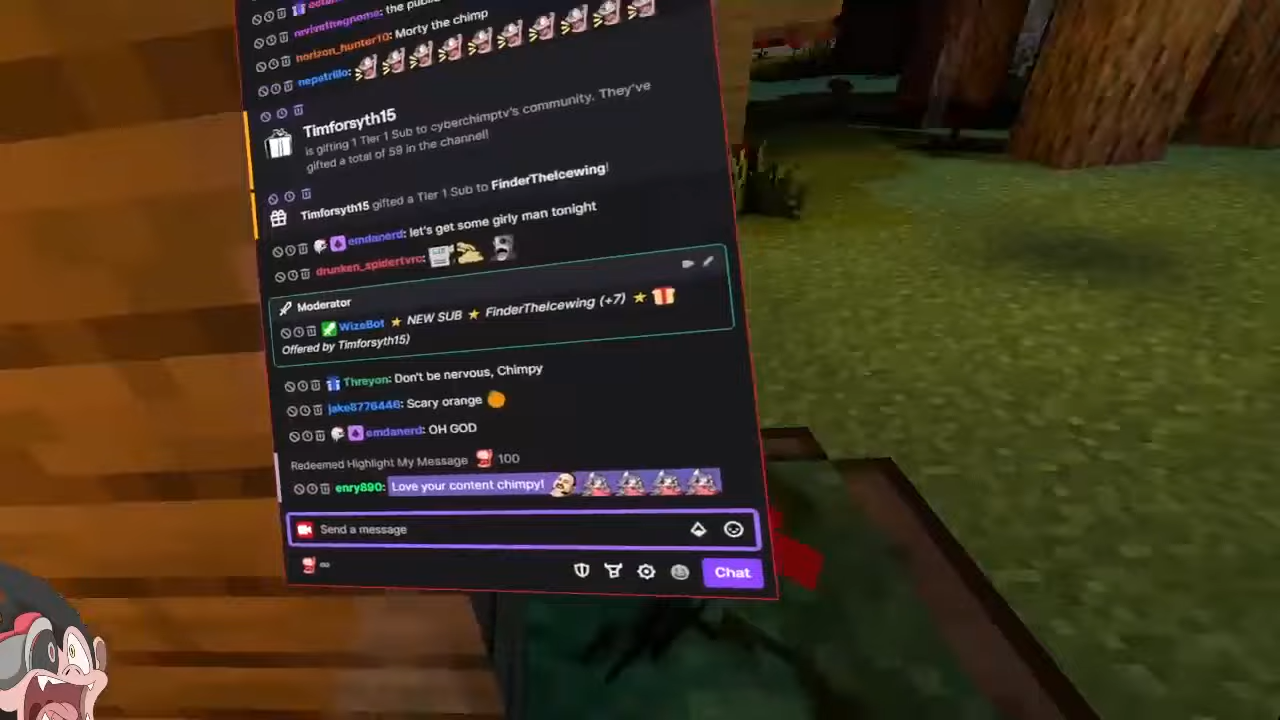 revivethegnome: the public
horizon_hunter10: Morty the chimp
nepetrillo:
Timforsyth15
is gifting 1 Tier 1 Sub to cyberchimptv's community. They've
gifted a total of 59 in the channel!
Timforsyth15 gifted a Tier 1 Sub to FinderTheIcewing!
emdanerd: let's get some girly man tonight
drunken_spidertvrc:
Moderator
WizeBot NEW SUB FinderTheIcewing (+7)
Offered by Timforsyth15)
Threyon: Don't be nervous, Chimpy
jake8776446: Scary orange
emdanerd: OH GOD
Redeemed Highlight My Message 100
enry890: Love your content chimpy!
Send a message
∞
Chat